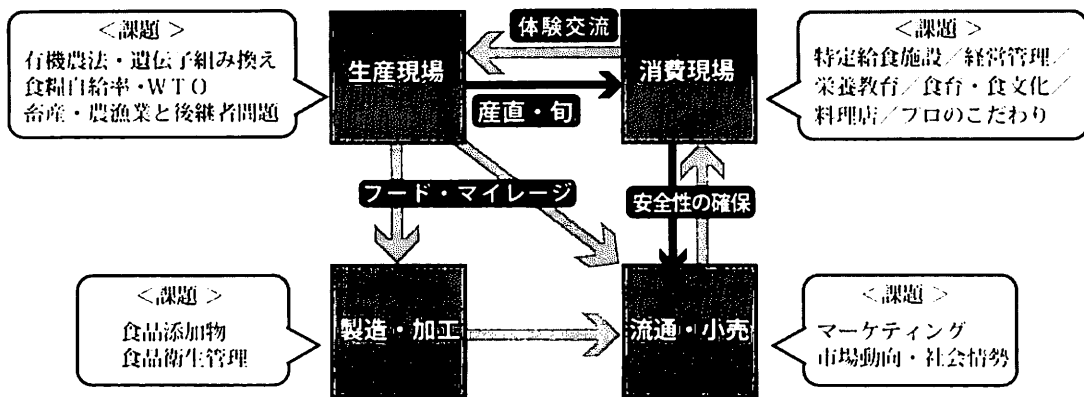 ＜課題＞
有機農法・遺伝子組み換え
食糧自給率・WTO
畜産・農漁業と後継者問題
生産現場
体験交流
産直・旬
消費現場
＜課題＞
特定給食施設／経営管理／
栄養教育／食育・食文化／
料理店／プロのこだわり
フード・マイレージ
安全性の確保
＜課題＞
食品添加物
食品衛生管理
製造・加工
流通・小売
＜課題＞
マーケティング
市場動向・社会情勢